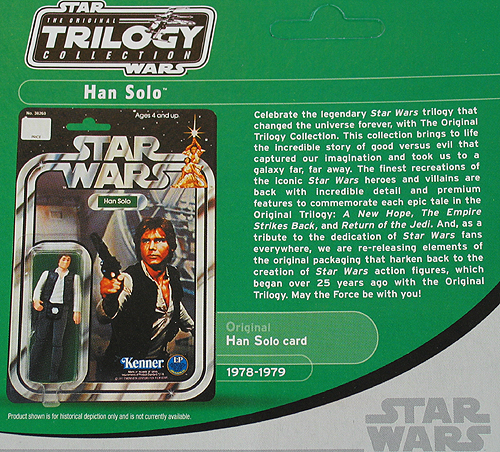 STAR
THE ORIGINAL
TRILOGY
COLLECTION
WARS
Han Solo™
No. 38260
Ages 4 and up.
STAR
WARS
Han Solo
Kenner
LP
Celebrate the legendary Star Wars trilogy that
changed the universe forever, with The Original
Trilogy Collection. This collection brings to life
the incredible story of good versus evil that
captured our imagination and took us to a
galaxy far, far away. The finest recreations of
the iconic Star Wars heroes and villains are
back with incredible detail and premium
features to commemorate each epic tale in the
Original Trilogy: A New Hope, The Empire
Strikes Back, and Return of the Jedi. And, as a
tribute to the dedication of Star Wars fans
everywhere, we are re-releasing elements of
the original packaging that harken back to the
creation of Star Wars action figures, which
began over 25 years ago with the Original
Trilogy. May the Force be with you!
Original
Han Solo card
1978-1979
Product shown is for historical depiction only and is not currently available.
STAR
WARS